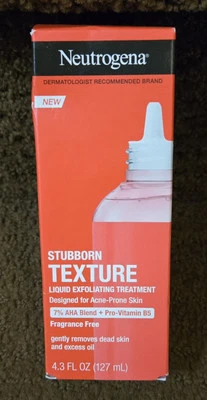 Neutrogena®
DERMATOLOGIST RECOMMENDED BRAND
NEW
STUBBORN
TEXTURE
LIQUID EXFOLIATING TREATMENT
Designed for Acne-Prone Skin
7% AHA Blend + Pro-Vitamin B5
Fragrance Free
gently removes dead skin
and excess oil
4.3 FL OZ (127 mL)